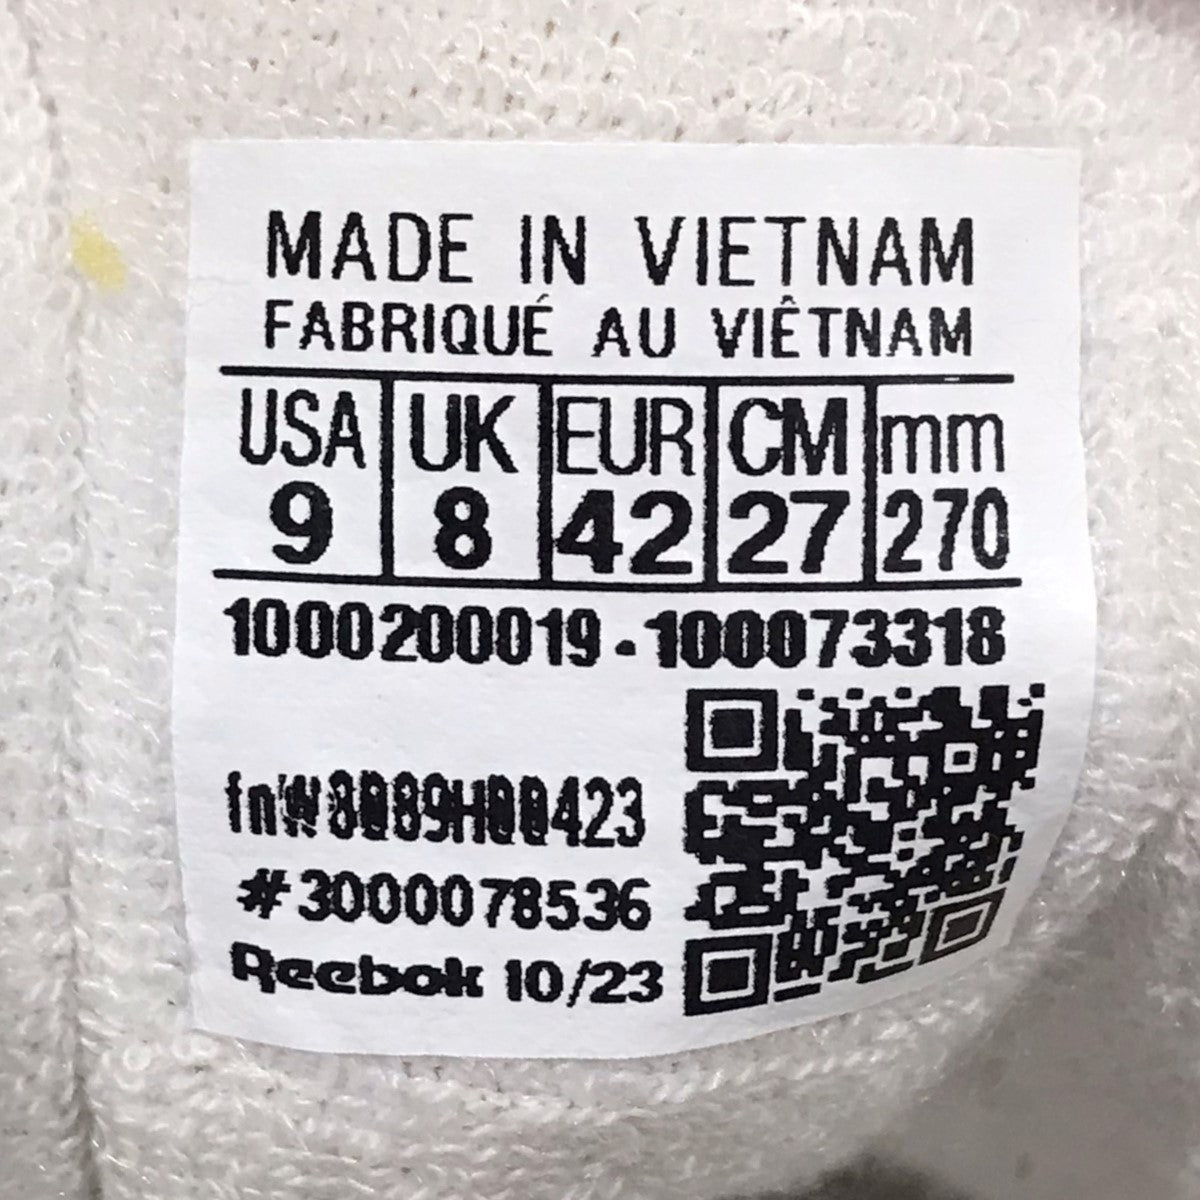 MADE IN VIETNAM
FABRIQUÉ AU VIÊTNAM
USA UK EUR CM mm
9 8 42 27 270
1000200019 - 100073318
#3000078536
Reebok 10/23